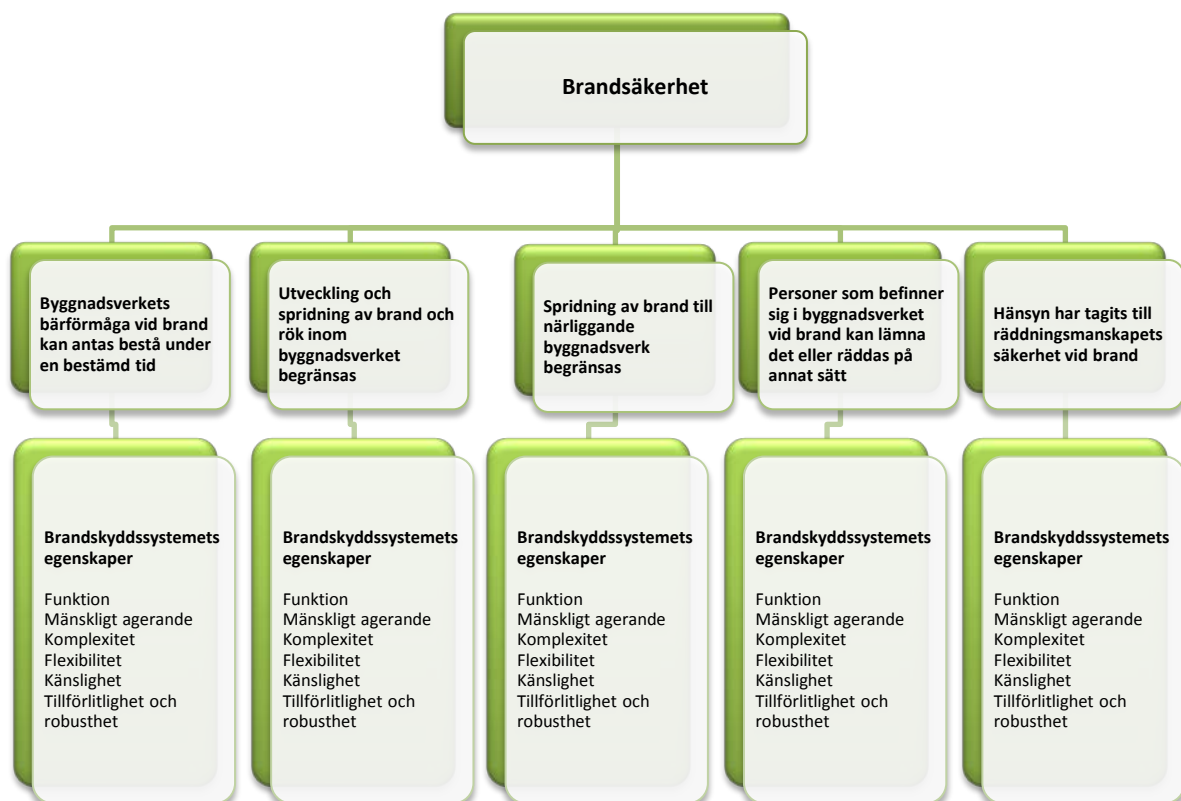 Brandsäkerhet
Byggnadsverkets
bärförmåga vid brand
kan antas bestå under
en bestämd tid
Utveckling och
spridning av brand och
rök inom
byggnadsverket
begränsas
Spridning av brand till
närliggande
byggnadsverk
begränsas
Personer som befinner
sig i byggnadsverket
vid brand kan lämna
det eller räddas på
annat sätt
Hänsyn har tagits till
räddningsmanskapets
säkerhet vid brand
Brandskyddssystemets
egenskaper
Funktion
Mänskligt agerande
Komplexitet
Flexibilitet
Känslighet
Tillförlitlighet och
robusthet
Brandskyddssystemets
egenskaper
Funktion
Mänskligt agerande
Komplexitet
Flexibilitet
Känslighet
Tillförlitlighet och
robusthet
Brandskyddssystemets
egenskaper
Funktion
Mänskligt agerande
Komplexitet
Flexibilitet
Känslighet
Tillförlitlighet och
robusthet
Brandskyddssystemets
egenskaper
Funktion
Mänskligt agerande
Komplexitet
Flexibilitet
Känslighet
Tillförlitlighet och
robusthet
Brandskyddssystemets
egenskaper
Funktion
Mänskligt agerande
Komplexitet
Flexibilitet
Känslighet
Tillförlitlighet och
robusthet